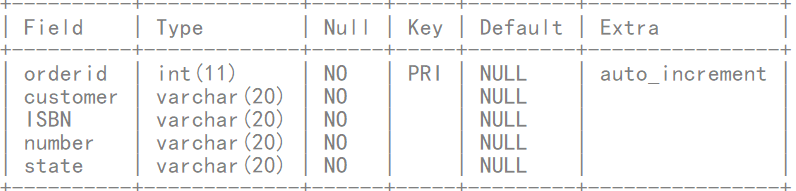 +----------+-------------+------+-----+---------+----------------+
| Field    | Type        | Null | Key | Default | Extra          |
+----------+-------------+------+-----+---------+----------------+
| orderid  | int(11)     | NO   | PRI | NULL    | auto_increment |
| customer | varchar(20) | NO   |     | NULL    |                |
| ISBN     | varchar(20) | NO   |     | NULL    |                |
| number   | varchar(20) | NO   |     | NULL    |                |
| state    | varchar(20) | NO   |     | NULL    |                |
+----------+-------------+------+-----+---------+----------------+